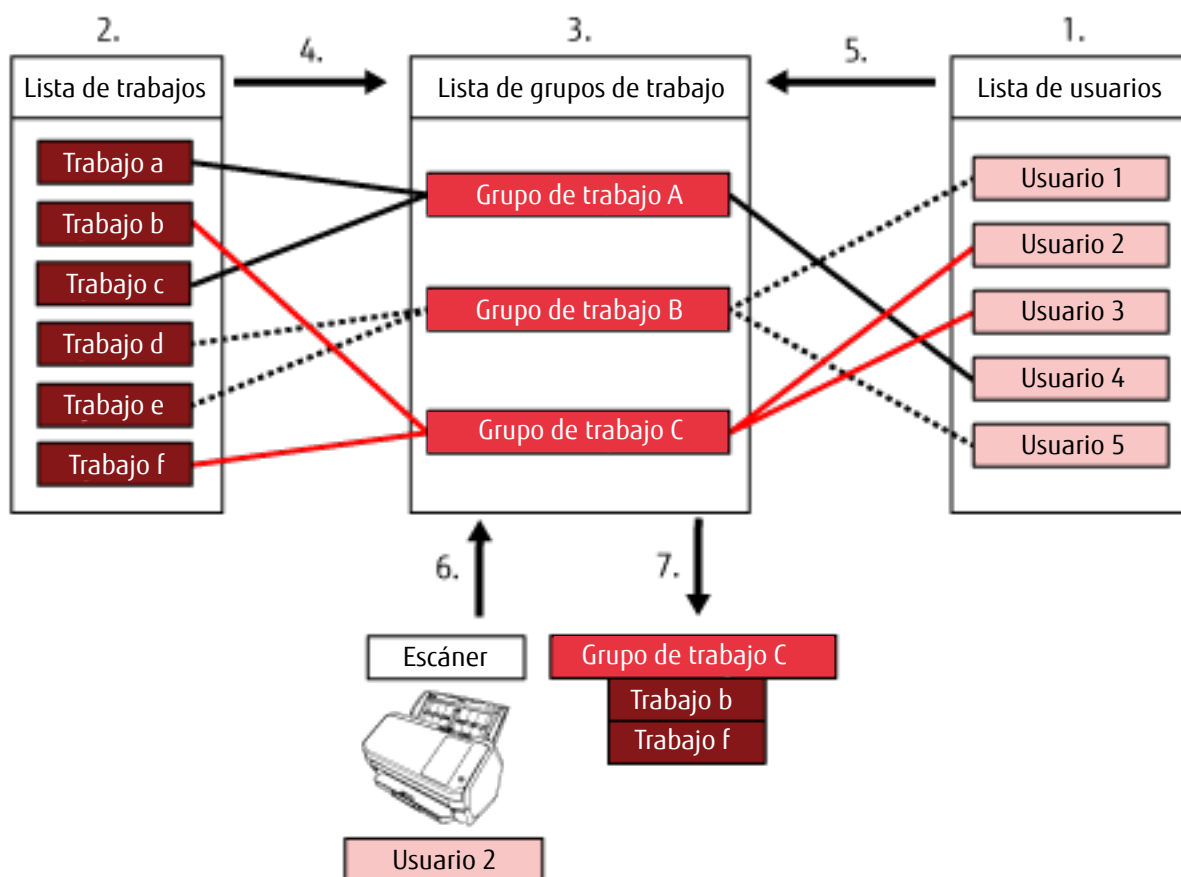 2.
4.
3.
5.
1.
Lista de trabajos
Lista de grupos de trabajo
Lista de usuarios
Trabajo a
Trabajo b
Trabajo c
Trabajo d
Trabajo e
Trabajo f
Grupo de trabajo A
Grupo de trabajo B
Grupo de trabajo C
Usuario 1
Usuario 2
Usuario 3
Usuario 4
Usuario 5
6.
7.
Escáner
Usuario 2
Grupo de trabajo C
Trabajo b
Trabajo f